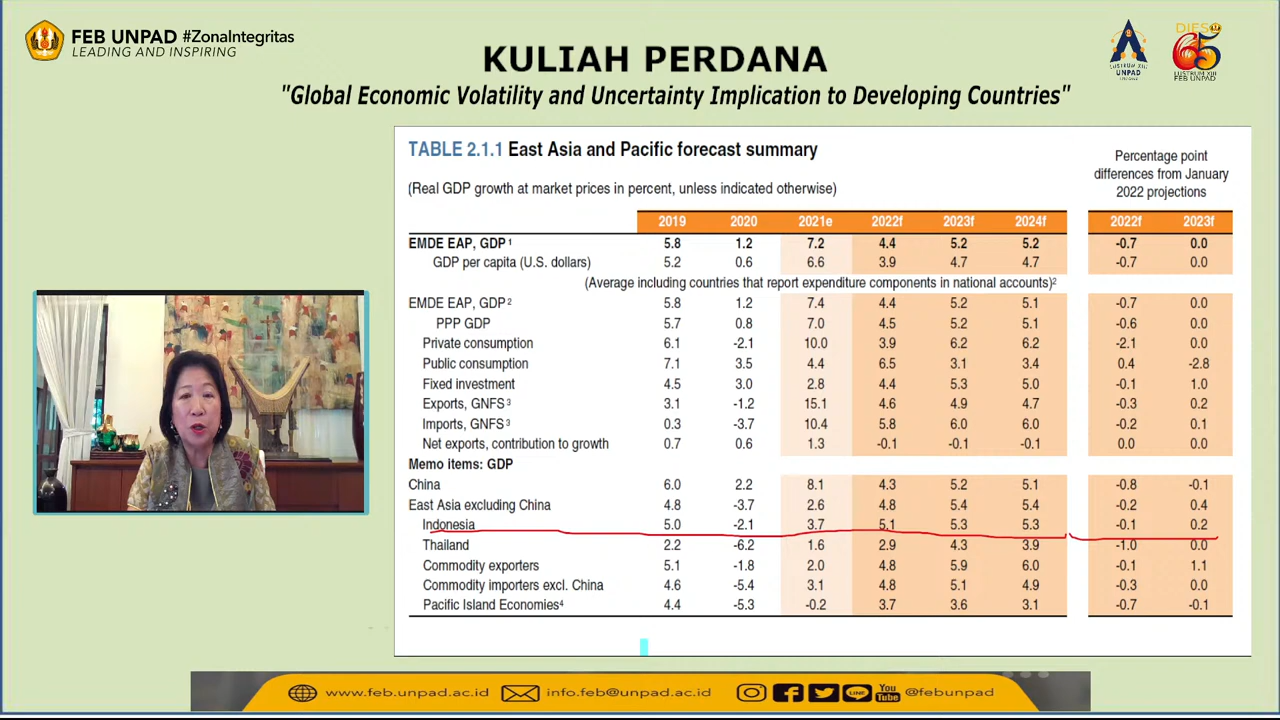 FEB UNPAD #ZonaIntegritas
LEADING AND INSPIRING
KULIAH PERDANA
"Global Economic Volatility and Uncertainty Implication to Developing Countries"
LUSTRUM XIII
UNPAD
DIES
65
LUSTRUM XIII
FEB UNPAD
TABLE 2.1.1 East Asia and Pacific forecast summary
(Real GDP growth at market prices in percent, unless indicated otherwise)
Percentage point
differences from January
2022 projections
2019 2020 2021e 2022f 2023f 2024f 2022f 2023f
EMDE EAP, GDP ¹ 5.8 1.2 7.2 4.4 5.2 5.2 -0.7 0.0
GDP per capita (U.S. dollars) 5.2 0.6 6.6 3.9 4.7 4.7 -0.7 0.0
(Average including countries that report expenditure components in national accounts)²
EMDE EAP, GDP ² 5.8 1.2 7.4 4.4 5.2 5.1 -0.7 0.0
PPP GDP 5.7 0.8 7.0 4.5 5.2 5.1 -0.6 0.0
Private consumption 6.1 -2.1 10.0 3.9 6.2 6.2 -2.1 0.0
Public consumption 7.1 3.5 4.4 6.5 3.1 3.4 0.4 -2.8
Fixed investment 4.5 3.0 2.8 4.4 5.3 5.0 -0.1 1.0
Exports, GNFS ³ 3.1 -1.2 15.1 4.6 4.9 4.7 -0.3 0.2
Imports, GNFS ³ 0.3 -3.7 10.4 5.8 6.0 6.0 -0.2 0.1
Net exports, contribution to growth 0.7 0.6 1.3 -0.1 -0.1 -0.1 0.0 0.0
Memo items: GDP
China 6.0 2.2 8.1 4.3 5.2 5.1 -0.8 -0.1
East Asia excluding China 4.8 -3.7 2.6 4.8 5.4 5.4 -0.2 0.4
Indonesia 5.0 -2.1 3.7 5.1 5.3 5.3 -0.1 0.2
Thailand 2.2 -6.2 1.6 2.9 4.3 3.9 -1.0 0.0
Commodity exporters 5.1 -1.8 2.0 4.8 5.9 6.0 -0.1 1.1
Commodity importers excl. China 4.6 -5.4 3.1 4.8 5.1 4.9 -0.3 0.0
Pacific Island Economies⁴ 4.4 -5.3 -0.2 3.7 3.6 3.1 -0.7 -0.1
www.feb.unpad.ac.id info.feb@unpad.ac.id LINE You Tube @febunpad